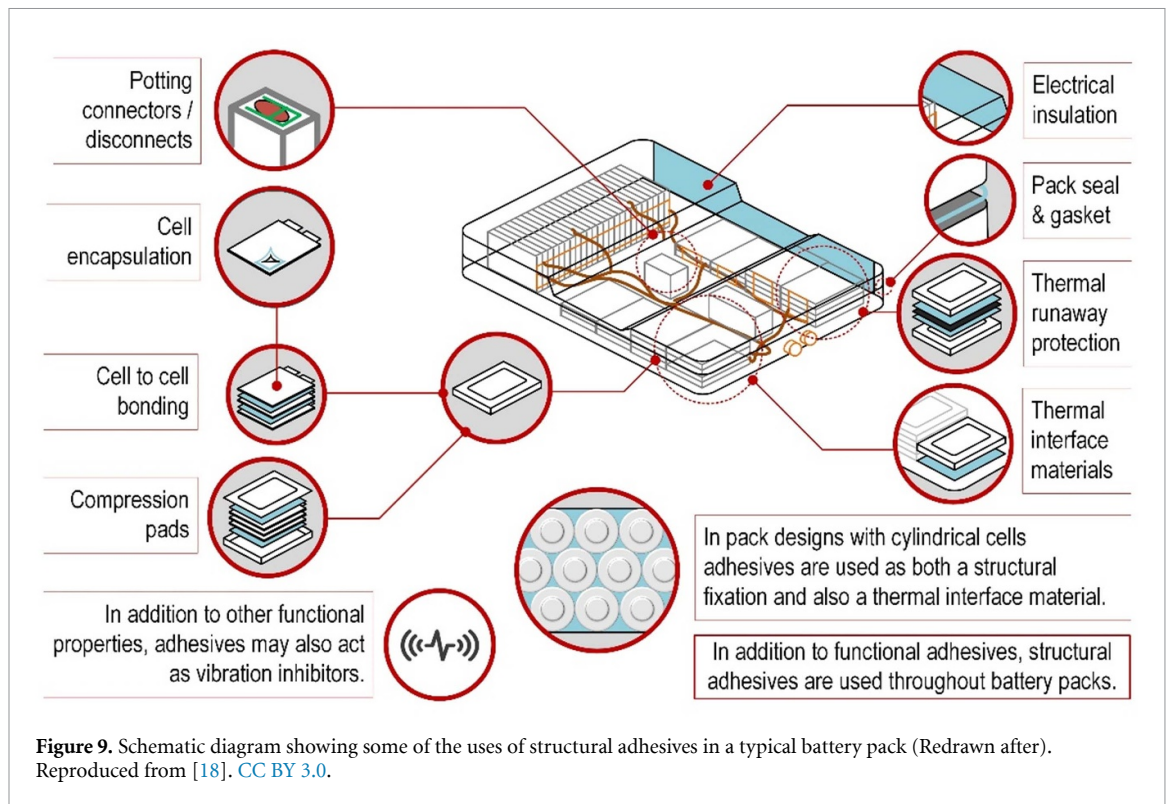 Potting
connectors /
disconnects
Cell
encapsulation
Cell to cell
bonding
Compression
pads
In addition to other functional
properties, adhesives may also act
as vibration inhibitors.
Electrical
insulation
Pack seal
& gasket
Thermal
runaway
protection
Thermal
interface
materials
In pack designs with cylindrical cells
adhesives are used as both a structural
fixation and also a thermal interface material.
In addition to functional adhesives, structural
adhesives are used throughout battery packs.
Figure 9. Schematic diagram showing some of the uses of structural adhesives in a typical battery pack (Redrawn after).
Reproduced from [18]. CC BY 3.0.